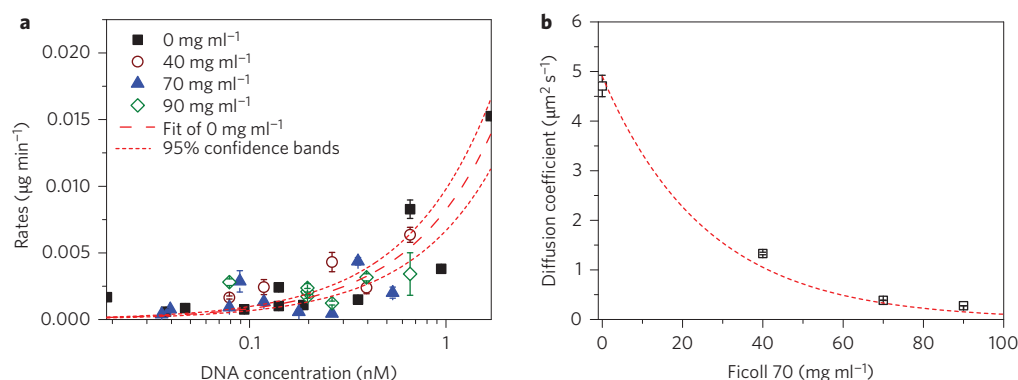 a
0.020
0.015
0.010
0.005
0.000
Rates (μg min⁻¹)
0 mg ml⁻¹
40 mg ml⁻¹
70 mg ml⁻¹
90 mg ml⁻¹
Fit of 0 mg ml⁻¹
95% confidence bands
0.1
1
DNA concentration (nM)
b
6
5
4
3
2
1
0
Diffusion coefficient (μm² s⁻¹)
0
20
40
60
80
100
Ficoll 70 (mg ml⁻¹)